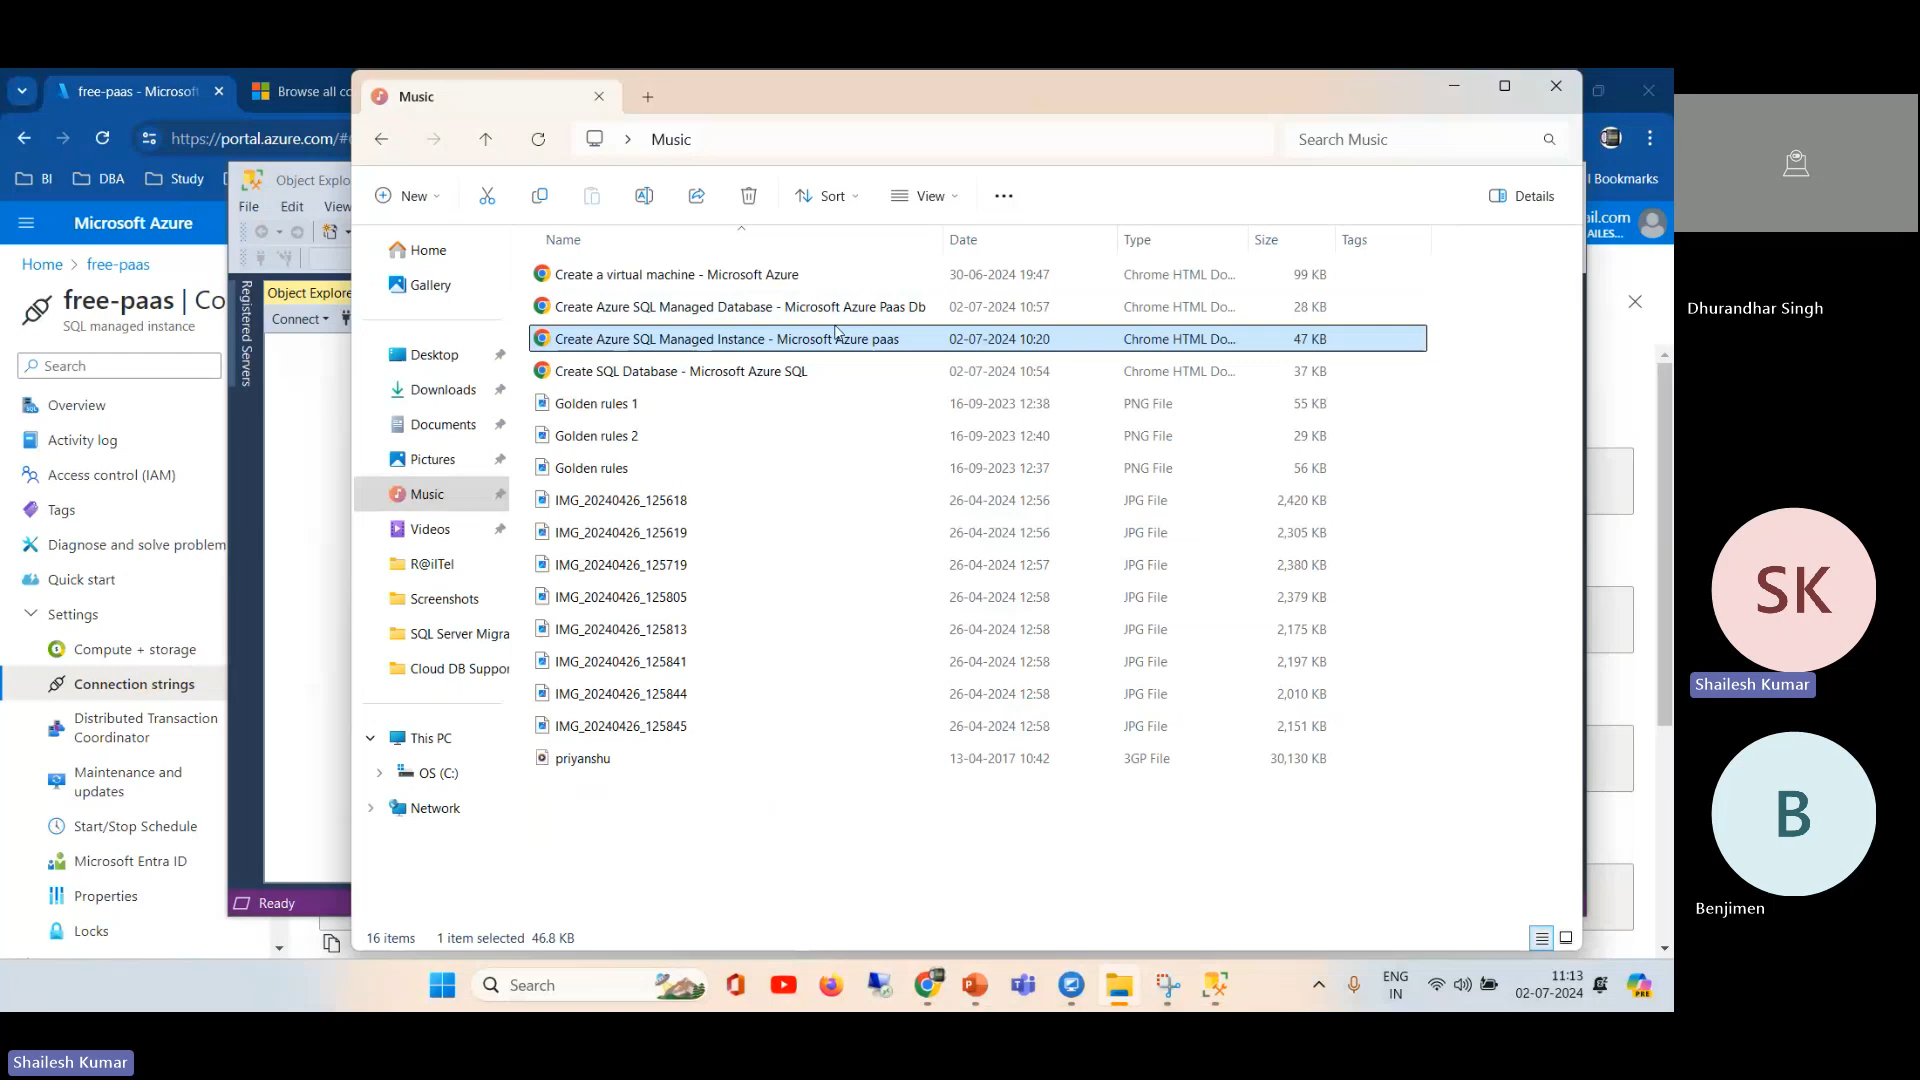 free-paas - Microsof
Browse all co
https://portal.azure.com/#
BI
DBA
Study
l Bookmarks
Microsoft Azure
ail.com
AILES...
Home > free-paas
free-paas | Co
SQL managed instance
Search
Overview
Activity log
Access control (IAM)
Tags
Diagnose and solve problem
Quick start
Settings
Compute + storage
Connection strings
Distributed Transaction
Coordinator
Maintenance and
updates
Start/Stop Schedule
Microsoft Entra ID
Properties
Locks
Object Explo
File Edit View
Registered Servers
Object Explore
Connect
Ready
Music
Music
Search Music
New
Sort
View
Details
Home
Gallery
Desktop
Downloads
Documents
Pictures
Music
Videos
R@ilTel
Screenshots
SQL Server Migra
Cloud DB Suppor
This PC
OS (C:)
Network
Name Date Type Size Tags
Create a virtual machine - Microsoft Azure 30-06-2024 19:47 Chrome HTML Do... 99 KB
Create Azure SQL Managed Database - Microsoft Azure Paas Db 02-07-2024 10:57 Chrome HTML Do... 28 KB
Create Azure SQL Managed Instance - Microsoft Azure paas 02-07-2024 10:20 Chrome HTML Do... 47 KB
Create SQL Database - Microsoft Azure SQL 02-07-2024 10:54 Chrome HTML Do... 37 KB
Golden rules 1 16-09-2023 12:38 PNG File 55 KB
Golden rules 2 16-09-2023 12:40 PNG File 29 KB
Golden rules 16-09-2023 12:37 PNG File 56 KB
IMG_20240426_125618 26-04-2024 12:56 JPG File 2,420 KB
IMG_20240426_125619 26-04-2024 12:56 JPG File 2,305 KB
IMG_20240426_125719 26-04-2024 12:57 JPG File 2,380 KB
IMG_20240426_125805 26-04-2024 12:58 JPG File 2,379 KB
IMG_20240426_125813 26-04-2024 12:58 JPG File 2,175 KB
IMG_20240426_125841 26-04-2024 12:58 JPG File 2,197 KB
IMG_20240426_125844 26-04-2024 12:58 JPG File 2,010 KB
IMG_20240426_125845 26-04-2024 12:58 JPG File 2,151 KB
priyanshu 13-04-2017 10:42 3GP File 30,130 KB
16 items 1 item selected 46.8 KB
Search
PRE
ENG
IN
11:13
02-07-2024
Dhurandhar Singh
SK
Shailesh Kumar
B
Benjimen
Shailesh Kumar